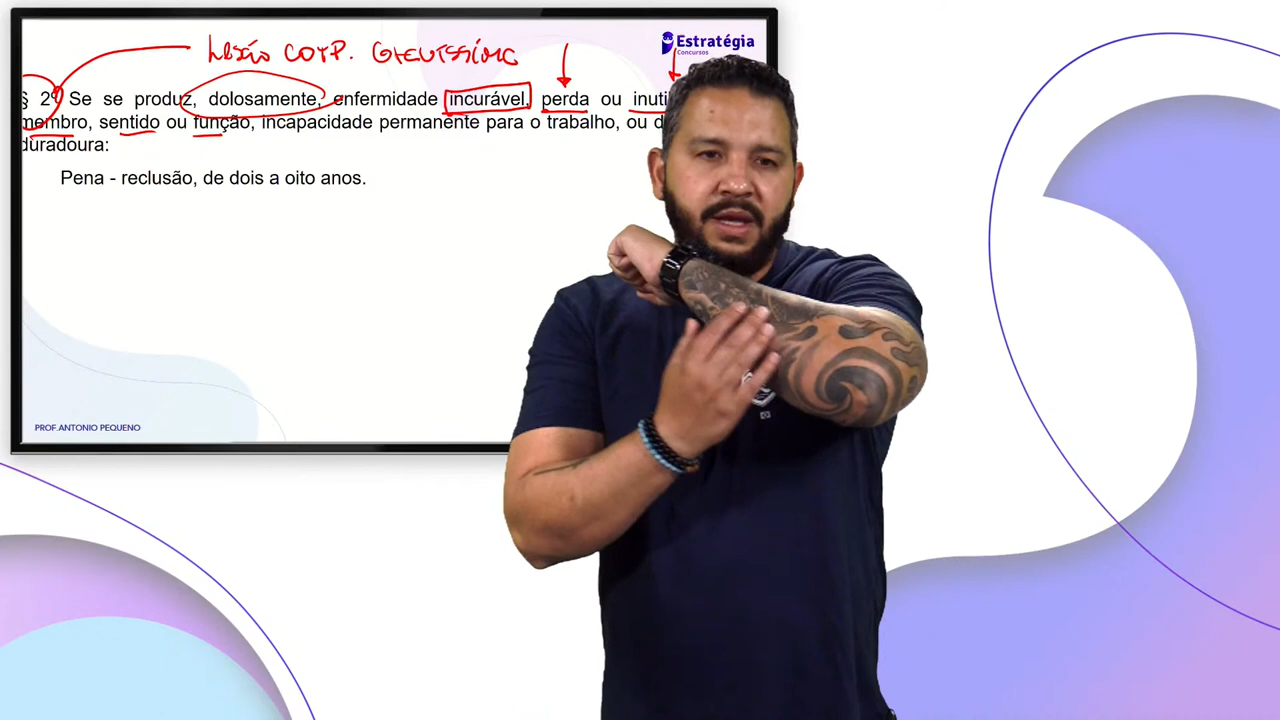 Lesão corp. Gravíssima
Estratégia
Concursos
§ 2º Se se produz, dolosamente, enfermidade incurável, perda ou inuti
membro, sentido ou função, incapacidade permanente para o trabalho, ou d
duradoura:
Pena - reclusão, de dois a oito anos.
PROF. ANTONIO PEQUENO